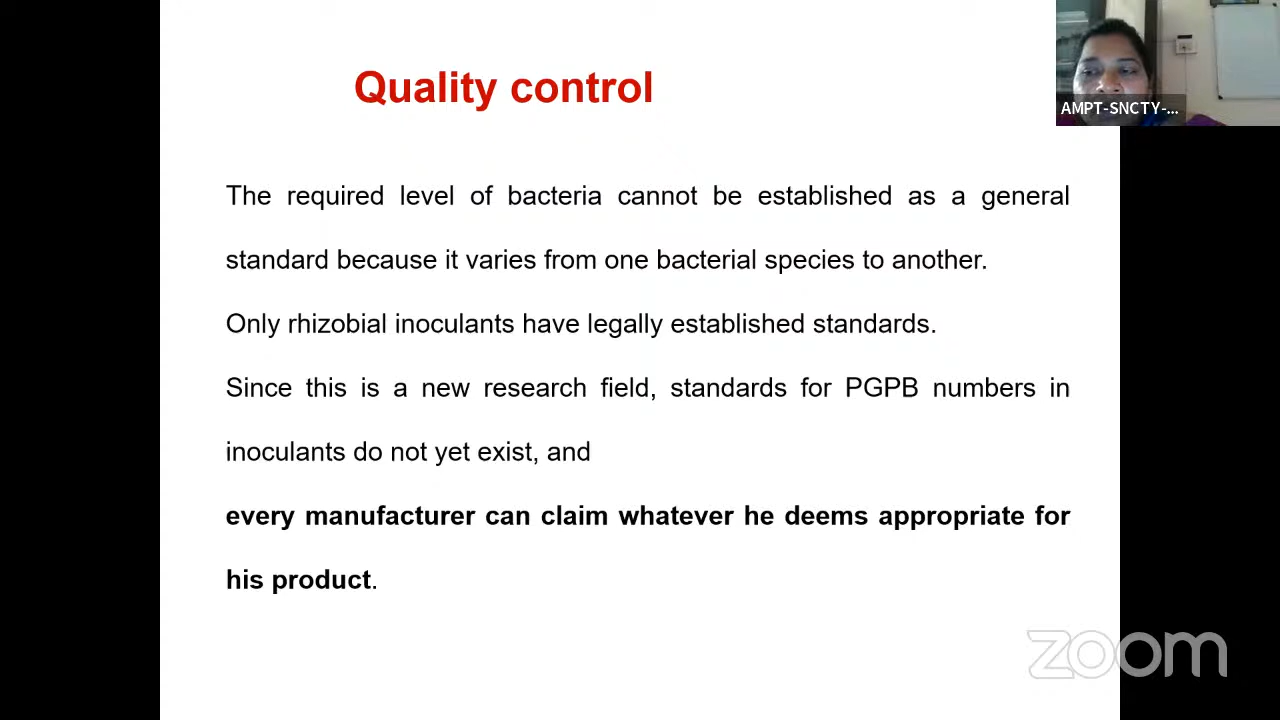 Quality control
AMPT-SNCTY-...
The required level of bacteria cannot be established as a general
standard because it varies from one bacterial species to another.
Only rhizobial inoculants have legally established standards.
Since this is a new research field, standards for PGPB numbers in
inoculants do not yet exist, and
every manufacturer can claim whatever he deems appropriate for
his product.
zoom